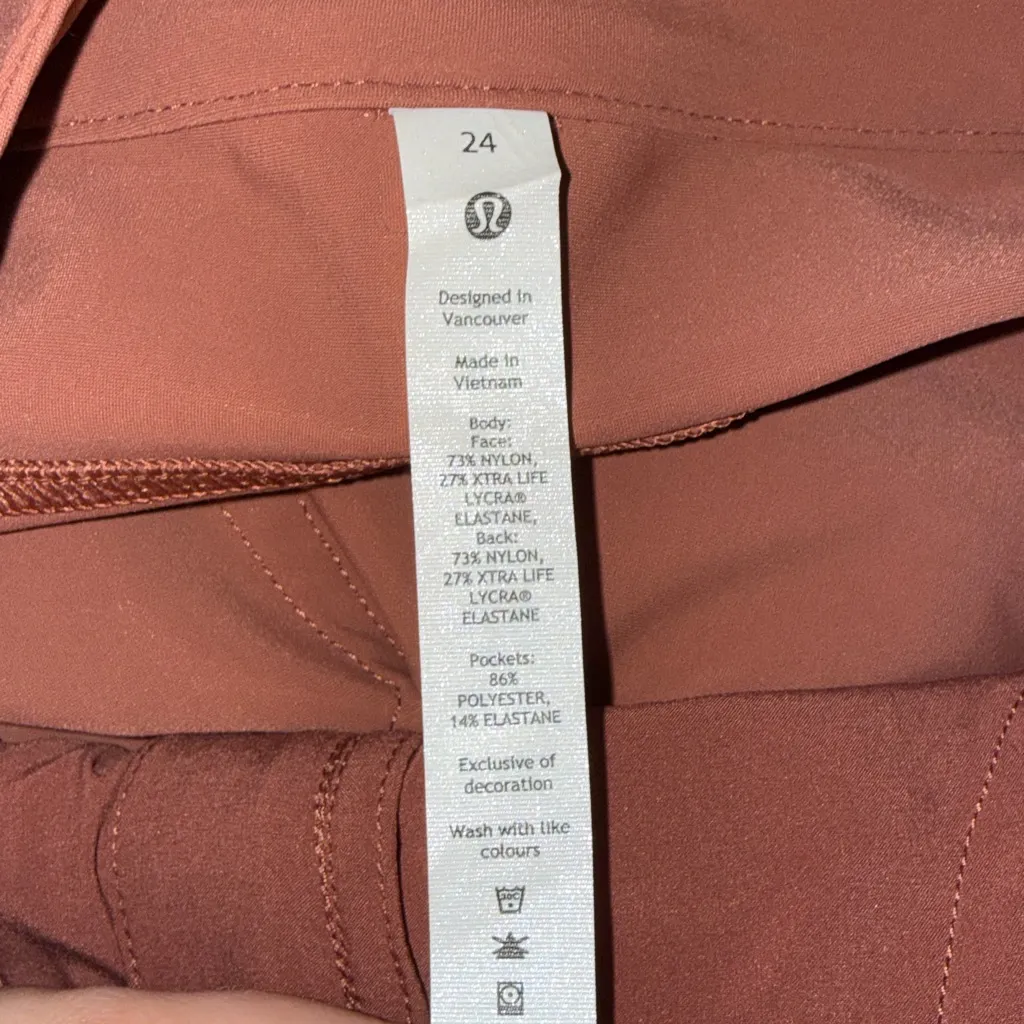 24
Designed in
Vancouver
Made in
Vietnam
Body:
Face:
73% NYLON,
27% XTRA LIFE
LYCRA®
ELASTANE,
Back:
73% NYLON,
27% XTRA LIFE
LYCRA®
ELASTANE
Pockets:
86%
POLYESTER,
14% ELASTANE
Exclusive of
decoration
Wash with like
colours
30C